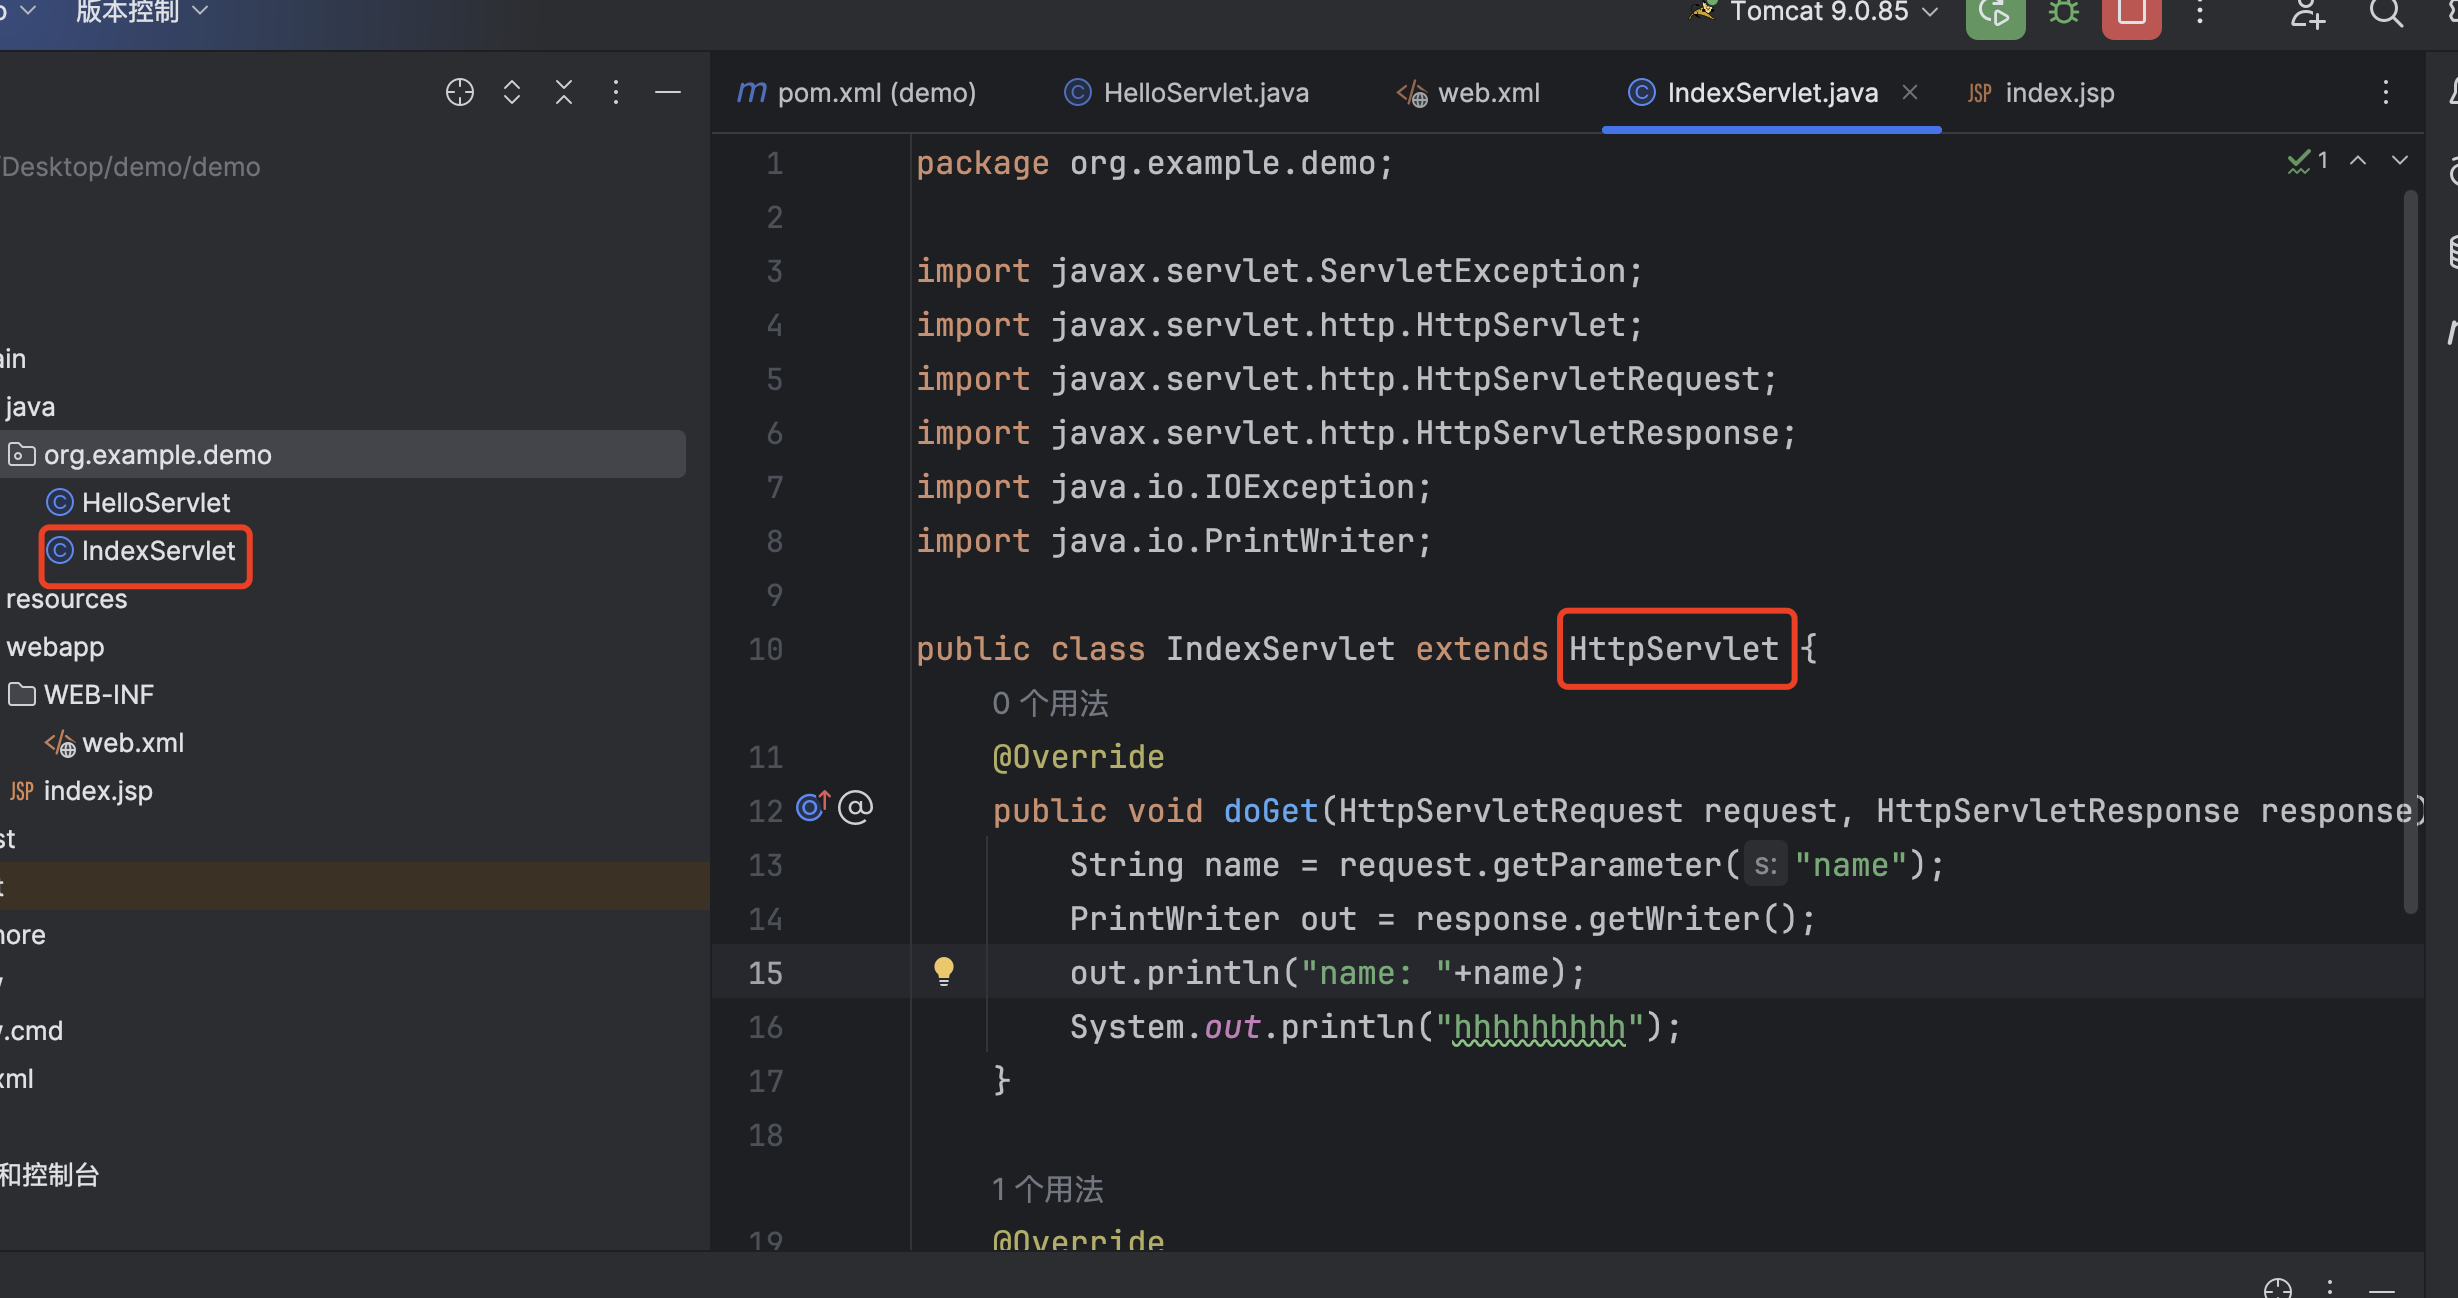 版本控制
Tomcat 9.0.85
/Desktop/demo/demo
java
org.example.demo
HelloServlet
IndexServlet
resources
webapp
WEB-INF
web.xml
JSP index.jsp
.cmd
和控制台
m pom.xml (demo)
HelloServlet.java
web.xml
IndexServlet.java
JSP index.jsp
1
1 package org.example.demo;
2
3 import javax.servlet.ServletException;
4 import javax.servlet.http.HttpServlet;
5 import javax.servlet.http.HttpServletRequest;
6 import javax.servlet.http.HttpServletResponse;
7 import java.io.IOException;
8 import java.io.PrintWriter;
9
10 public class IndexServlet extends HttpServlet {
0 个用法
11 @Override
12 public void doGet(HttpServletRequest request, HttpServletResponse response)
13 String name = request.getParameter( s: "name");
14 PrintWriter out = response.getWriter();
15 out.println("name: "+name);
16 System.out.println("hhhhhhhhh");
17 }
18
1 个用法
19 @Override